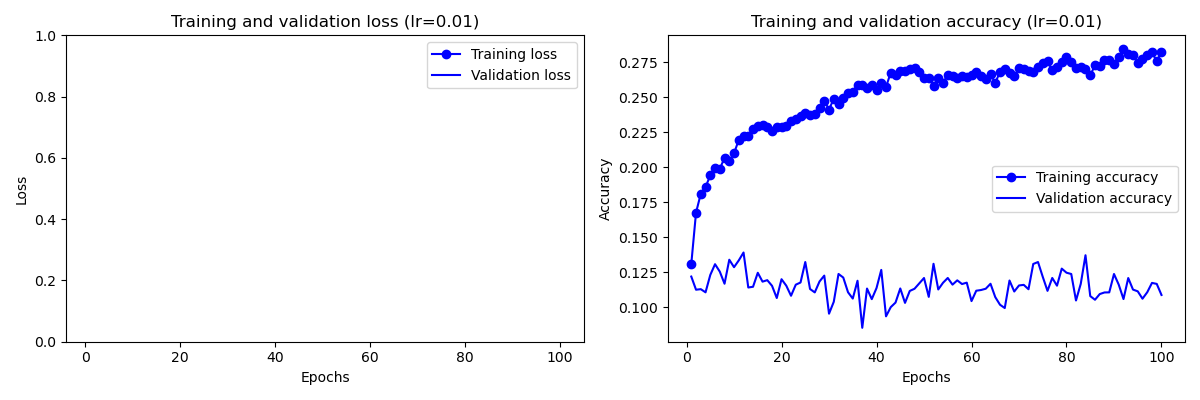 Training and validation loss (lr=0.01)
1.0
0.8
0.6
0.4
0.2
0.0
Loss
Training loss
Validation loss
0 20 40 60 80 100
Epochs
Training and validation accuracy (lr=0.01)
0.275
0.250
0.225
0.200
0.175
0.150
0.125
0.100
Accuracy
Training accuracy
Validation accuracy
0 20 40 60 80 100
Epochs